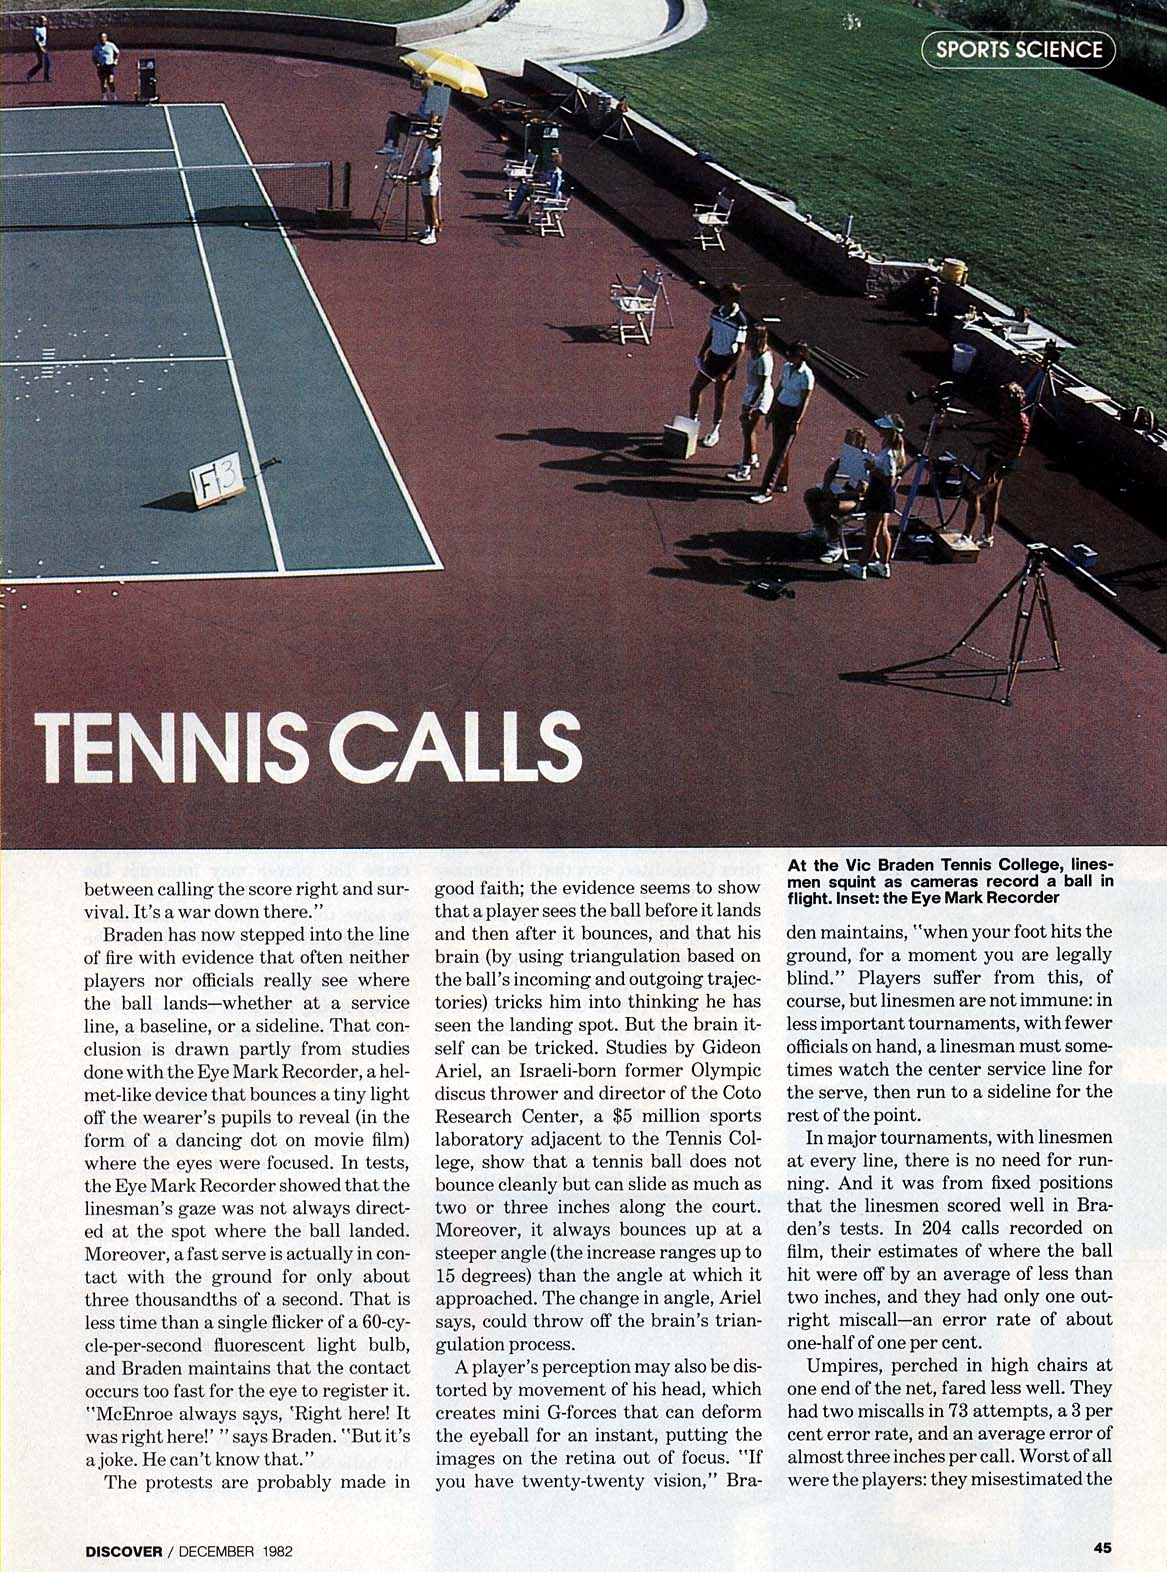 SPORTS SCIENCE
F 3
TENNIS CALLS
between calling the score right and sur-
vival. It's a war down there."
Braden has now stepped into the line
of fire with evidence that often neither
players nor officials really see where
the ball lands—whether at a service
line, a baseline, or a sideline. That con-
clusion is drawn partly from studies
done with the Eye Mark Recorder, a hel-
met-like device that bounces a tiny light
off the wearer's pupils to reveal (in the
form of a dancing dot on movie film)
where the eyes were focused. In tests,
the Eye Mark Recorder showed that the
linesman's gaze was not always direct-
ed at the spot where the ball landed.
Moreover, a fast serve is actually in con-
tact with the ground for only about
three thousandths of a second. That is
less time than a single flicker of a 60-cy-
cle-per-second fluorescent light bulb,
and Braden maintains that the contact
occurs too fast for the eye to register it.
"McEnroe always says, 'Right here! It
was right here!' " says Braden. "But it's
a joke. He can't know that."
The protests are probably made in
good faith; the evidence seems to show
that a player sees the ball before it lands
and then after it bounces, and that his
brain (by using triangulation based on
the ball's incoming and outgoing trajec-
tories) tricks him into thinking he has
seen the landing spot. But the brain it-
self can be tricked. Studies by Gideon
Ariel, an Israeli-born former Olympic
discus thrower and director of the Coto
Research Center, a $5 million sports
laboratory adjacent to the Tennis Col-
lege, show that a tennis ball does not
bounce cleanly but can slide as much as
two or three inches along the court.
Moreover, it always bounces up at a
steeper angle (the increase ranges up to
15 degrees) than the angle at which it
approached. The change in angle, Ariel
says, could throw off the brain's trian-
gulation process.
A player's perception may also be dis-
torted by movement of his head, which
creates mini G-forces that can deform
the eyeball for an instant, putting the
images on the retina out of focus. "If
you have twenty-twenty vision," Bra-
At the Vic Braden Tennis College, lines-
men squint as cameras record a ball in
flight. Inset: the Eye Mark Recorder
den maintains, "when your foot hits the
ground, for a moment you are legally
blind." Players suffer from this, of
course, but linesmen are not immune: in
less important tournaments, with fewer
officials on hand, a linesman must some-
times watch the center service line for
the serve, then run to a sideline for the
rest of the point.
In major tournaments, with linesmen
at every line, there is no need for run-
ning. And it was from fixed positions
that the linesmen scored well in Bra-
den's tests. In 204 calls recorded on
film, their estimates of where the ball
hit were off by an average of less than
two inches, and they had only one out-
right miscall—an error rate of about
one-half of one per cent.
Umpires, perched in high chairs at
one end of the net, fared less well. They
had two miscalls in 73 attempts, a 3 per
cent error rate, and an average error of
almost three inches per call. Worst of all
were the players: they misestimated the
DISCOVER / DECEMBER 1982
45